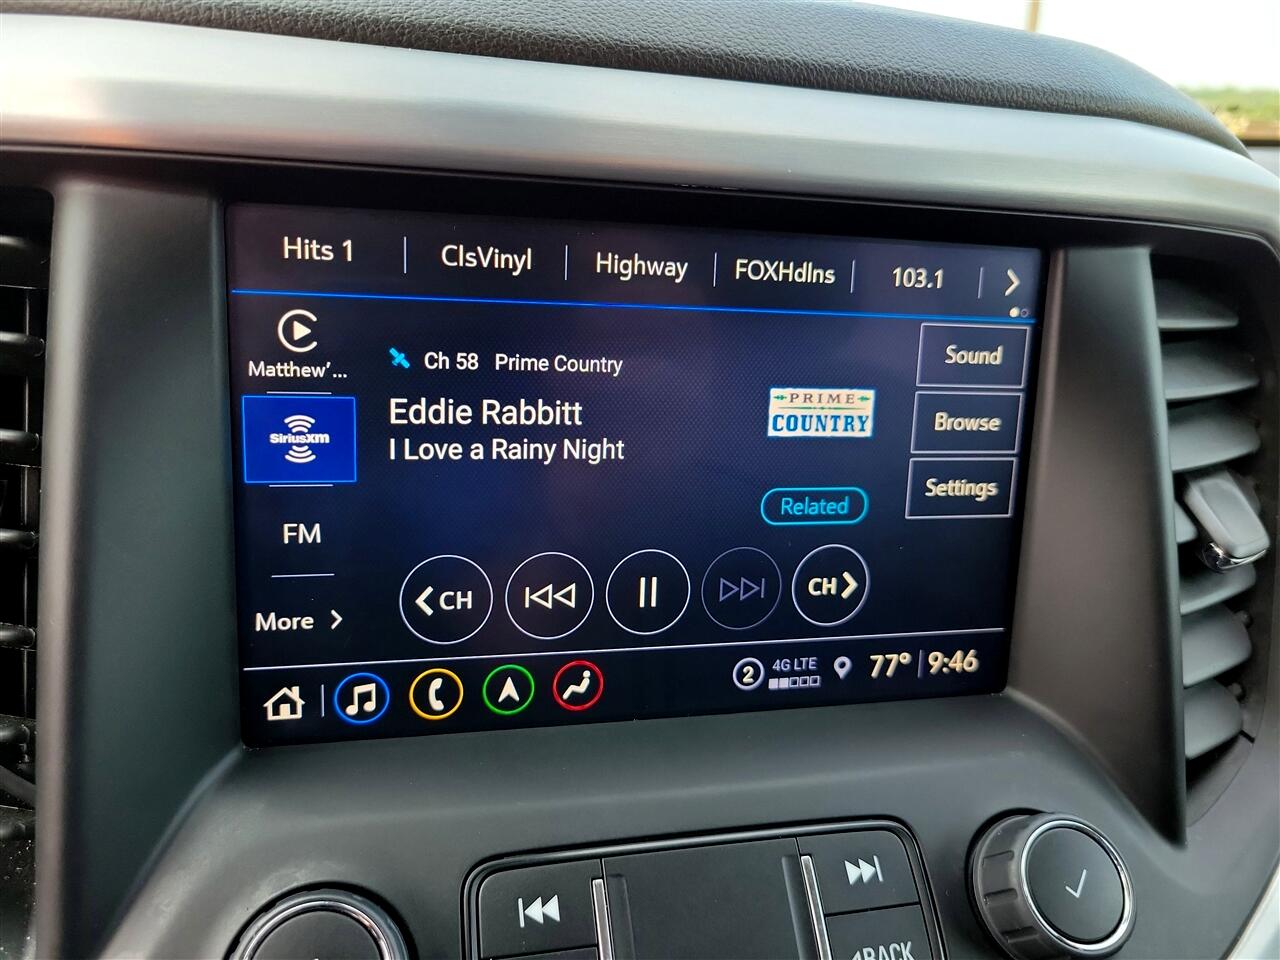 Hits 1
ClsVinyl
Highway
FOXHdlns
103.1
Matthew'...
Ch 58 Prime Country
Sound
Eddie Rabbitt
PRIME
COUNTRY
Browse
SiriusXM
I Love a Rainy Night
Settings
Related
FM
CH
CH
More
2
4G LTE
77° 9:46
BACK